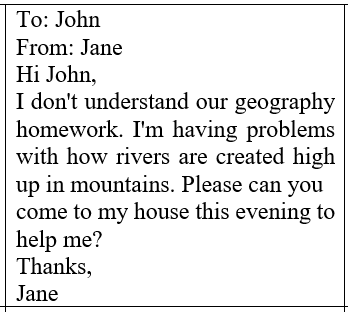 To: John
From: Jane
Hi John,
I don't understand our geography
homework. I'm having problems
with how rivers are created high
up in mountains. Please can you
come to my house this evening to
help me?
Thanks,
Jane